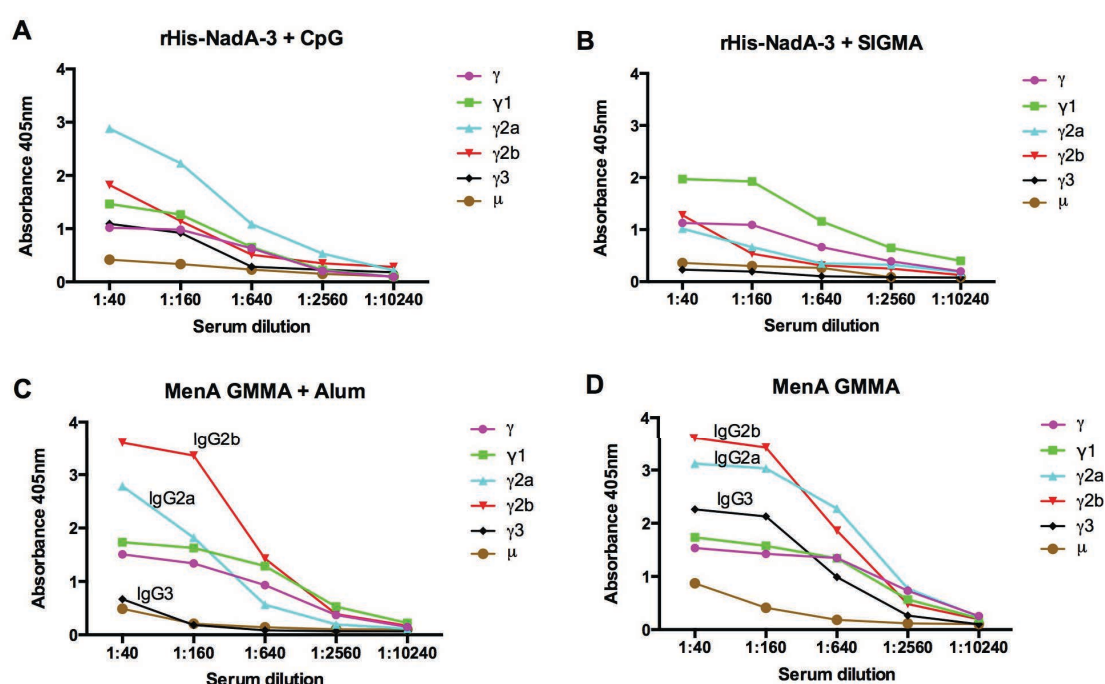 A
rHis-NadA-3 + CpG
Absorbance 405nm
4
3
2
1
0
1:40 1:160 1:640 1:2560 1:10240
Serum dilution
γ
γ1
γ2a
γ2b
γ3
μ
B
rHis-NadA-3 + SIGMA
Absorbance 405nm
4
3
2
1
0
1:40 1:160 1:640 1:2560 1:10240
Serum dilution
γ
γ1
γ2a
γ2b
γ3
μ
C
MenA GMMA + Alum
Absorbance 405nm
4
3
2
1
0
IgG2b
IgG2a
IgG3
1:40 1:160 1:640 1:2560 1:10240
Serum dilution
γ
γ1
γ2a
γ2b
γ3
μ
D
MenA GMMA
Absorbance 405nm
4
3
2
1
0
IgG2b
IgG2a
IgG3
1:40 1:160 1:640 1:2560 1:10240
Serum dilution
γ
γ1
γ2a
γ2b
γ3
μ